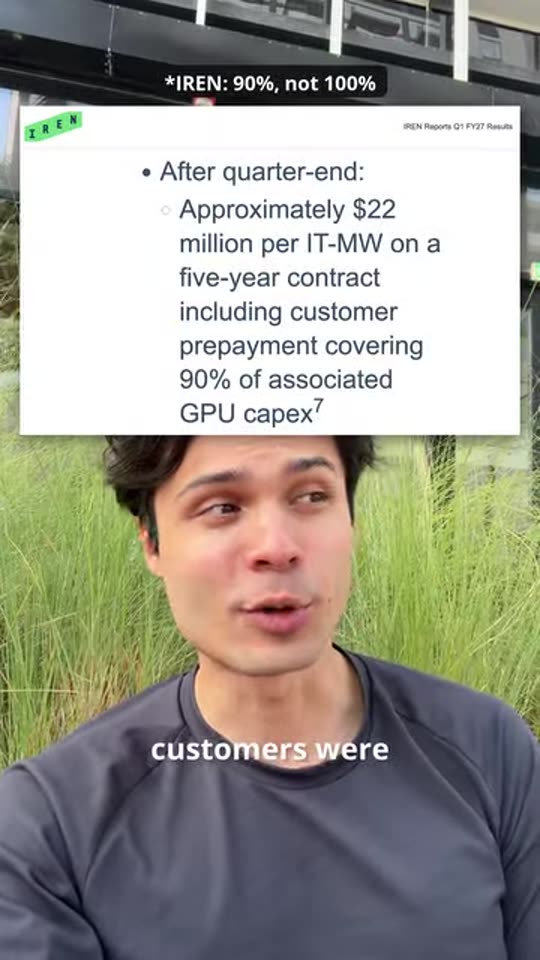 *IREN: 90%, not 100%
IREN
IREN Reports Q1 FY27 Results
• After quarter-end:
○ Approximately $22
million per IT-MW on a
five-year contract
including customer
prepayment covering
90% of associated
GPU capex⁷
customers were